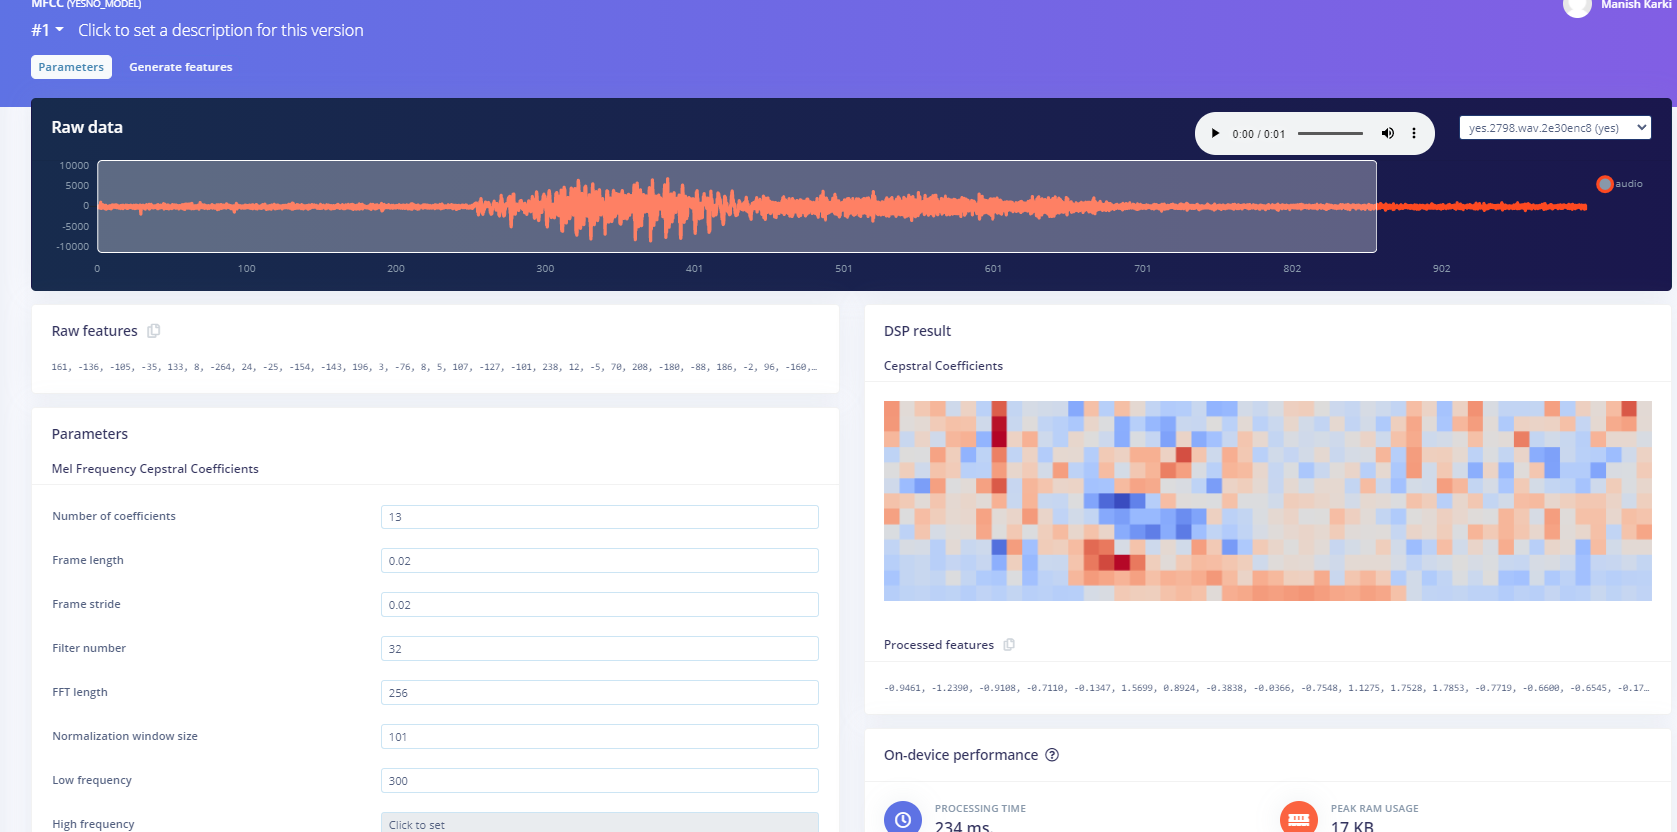 MFCC (YESNO_MODEL)
Manish Karki
#1 Click to set a description for this version
Parameters Generate features
Raw data
0:00 / 0:01
yes.2798.wav.2e30enc8 (yes)
10000
5000
0
-5000
-10000
audio
0 100 200 300 401 501 601 701 802 902
Raw features
161, -136, -105, -35, 133, 8, -264, 24, -25, -154, -143, 196, 3, -76, 8, 5, 107, -127, -101, 238, 12, -5, 70, 208, -180, -88, 186, -2, 96, -160,…
Parameters
Mel Frequency Cepstral Coefficients
Number of coefficients 13
Frame length 0.02
Frame stride 0.02
Filter number 32
FFT length 256
Normalization window size 101
Low frequency 300
High frequency Click to set
DSP result
Cepstral Coefficients
Processed features
-0.9461, -1.2390, -0.9108, -0.7110, -0.1347, 1.5699, 0.8924, -0.3838, -0.0366, -0.7548, 1.1275, 1.7528, 1.7853, -0.7719, -0.6600, -0.6545, -0.17…
On-device performance ?
PROCESSING TIME
234 ms.
PEAK RAM USAGE
17 KB